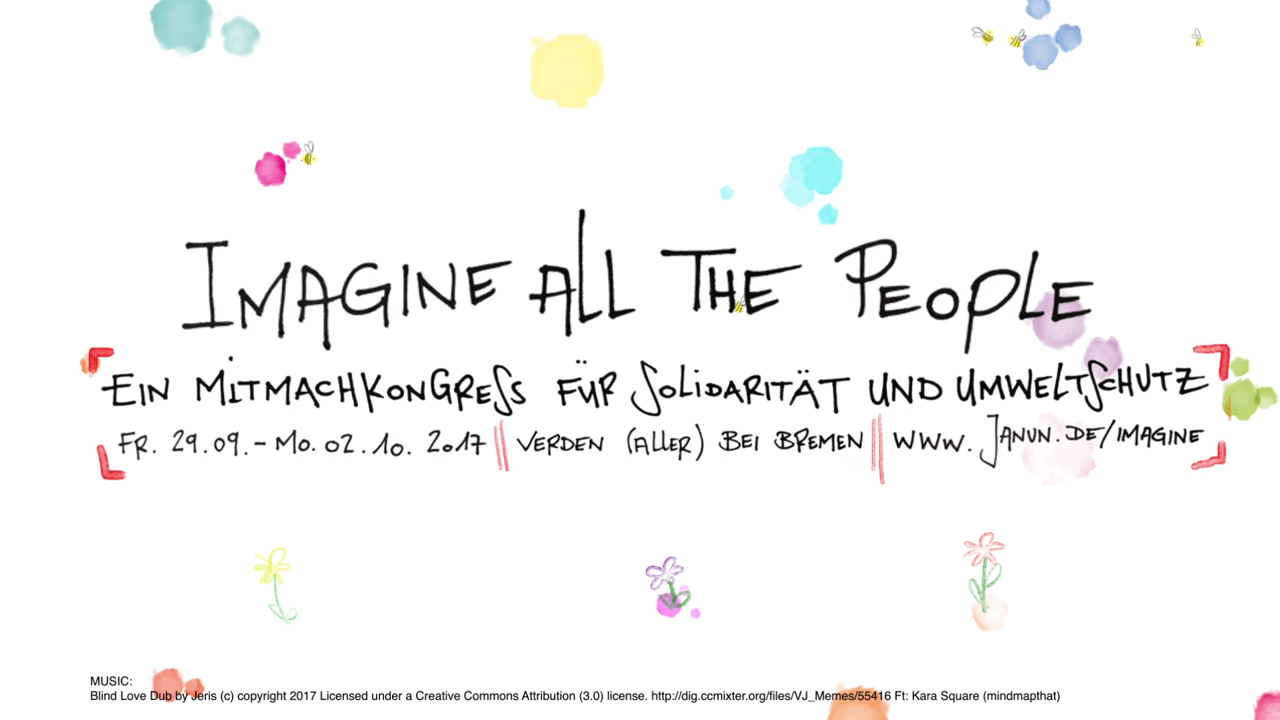 Imagine all the People
Ein Mitmachkongress für Solidarität und Umweltschutz
Fr. 29.09. - Mo. 02.10. 2017 || Verden (Aller) bei Bremen || www.Janun.de/imagine
MUSIC:
Blind Love Dub by Jeris (c) copyright 2017 Licensed under a Creative Commons Attribution (3.0) license. http://dig.ccmixter.org/files/VJ_Memes/55416 Ft: Kara Square (mindmapthat)